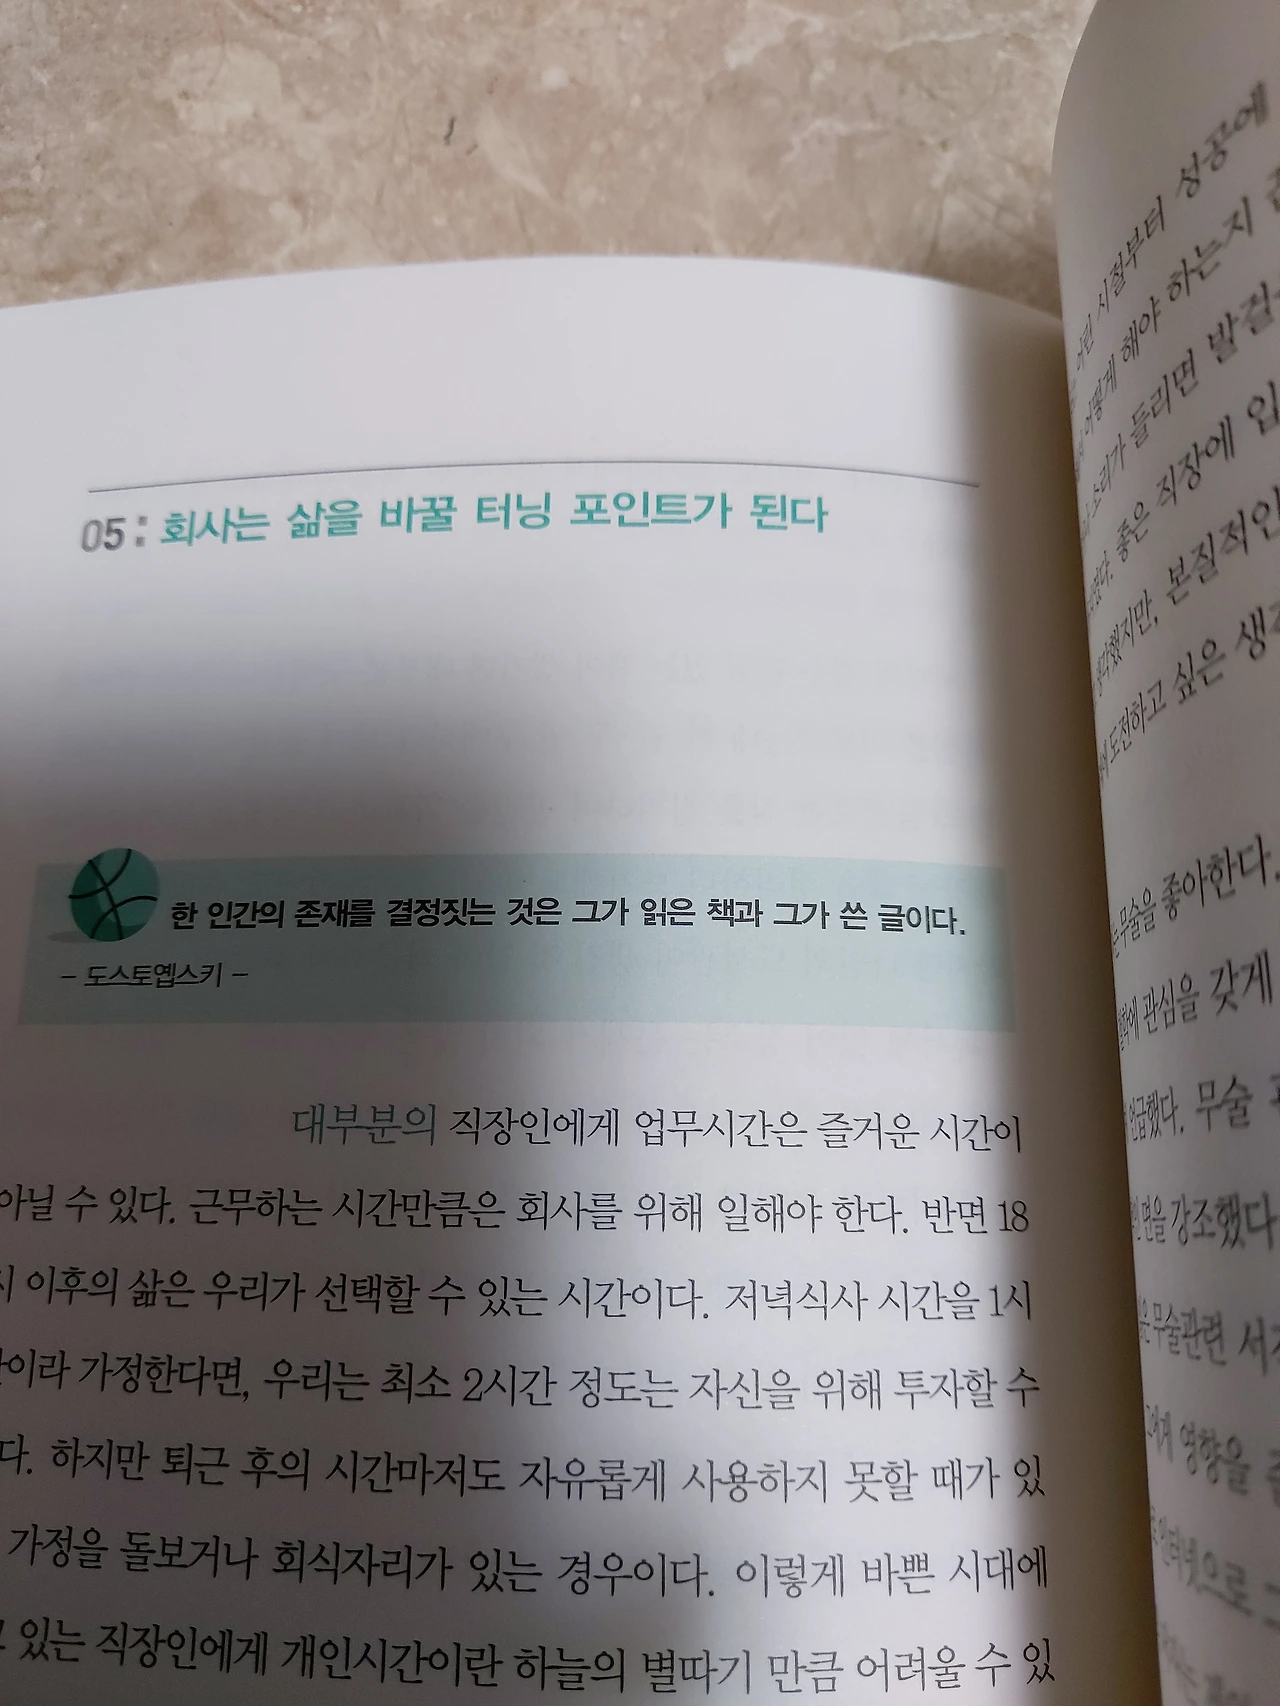 05 : 회사는 삶을 바꿀 터닝 포인트가 된다
한 인간의 존재를 결정짓는 것은 그가 읽은 책과 그가 쓴 글이다.
– 도스토옙스키 –
대부분의 직장인에게 업무시간은 즐거운 시간이
아닐 수 있다. 근무하는 시간만큼은 회사를 위해 일해야 한다. 반면 18
시 이후의 삶은 우리가 선택할 수 있는 시간이다. 저녁식사 시간을 1시
간이라 가정한다면, 우리는 최소 2시간 정도는 자신을 위해 투자할 수
다. 하지만 퇴근 후의 시간마저도 자유롭게 사용하지 못할 때가 있
가정을 돌보거나 회식자리가 있는 경우이다. 이렇게 바쁜 시대에
있는 직장인에게 개인시간이란 하늘의 별따기 만큼 어려울 수 있
시절부터 성공에
어떻게 해야 하는지
소리가 들리면
좋은 직장에
본질적인
도전하고 싶은
무술을 좋아한다.
관심을 갖게
언급했다. 무술
면을 강조했다
무술관련
영향을